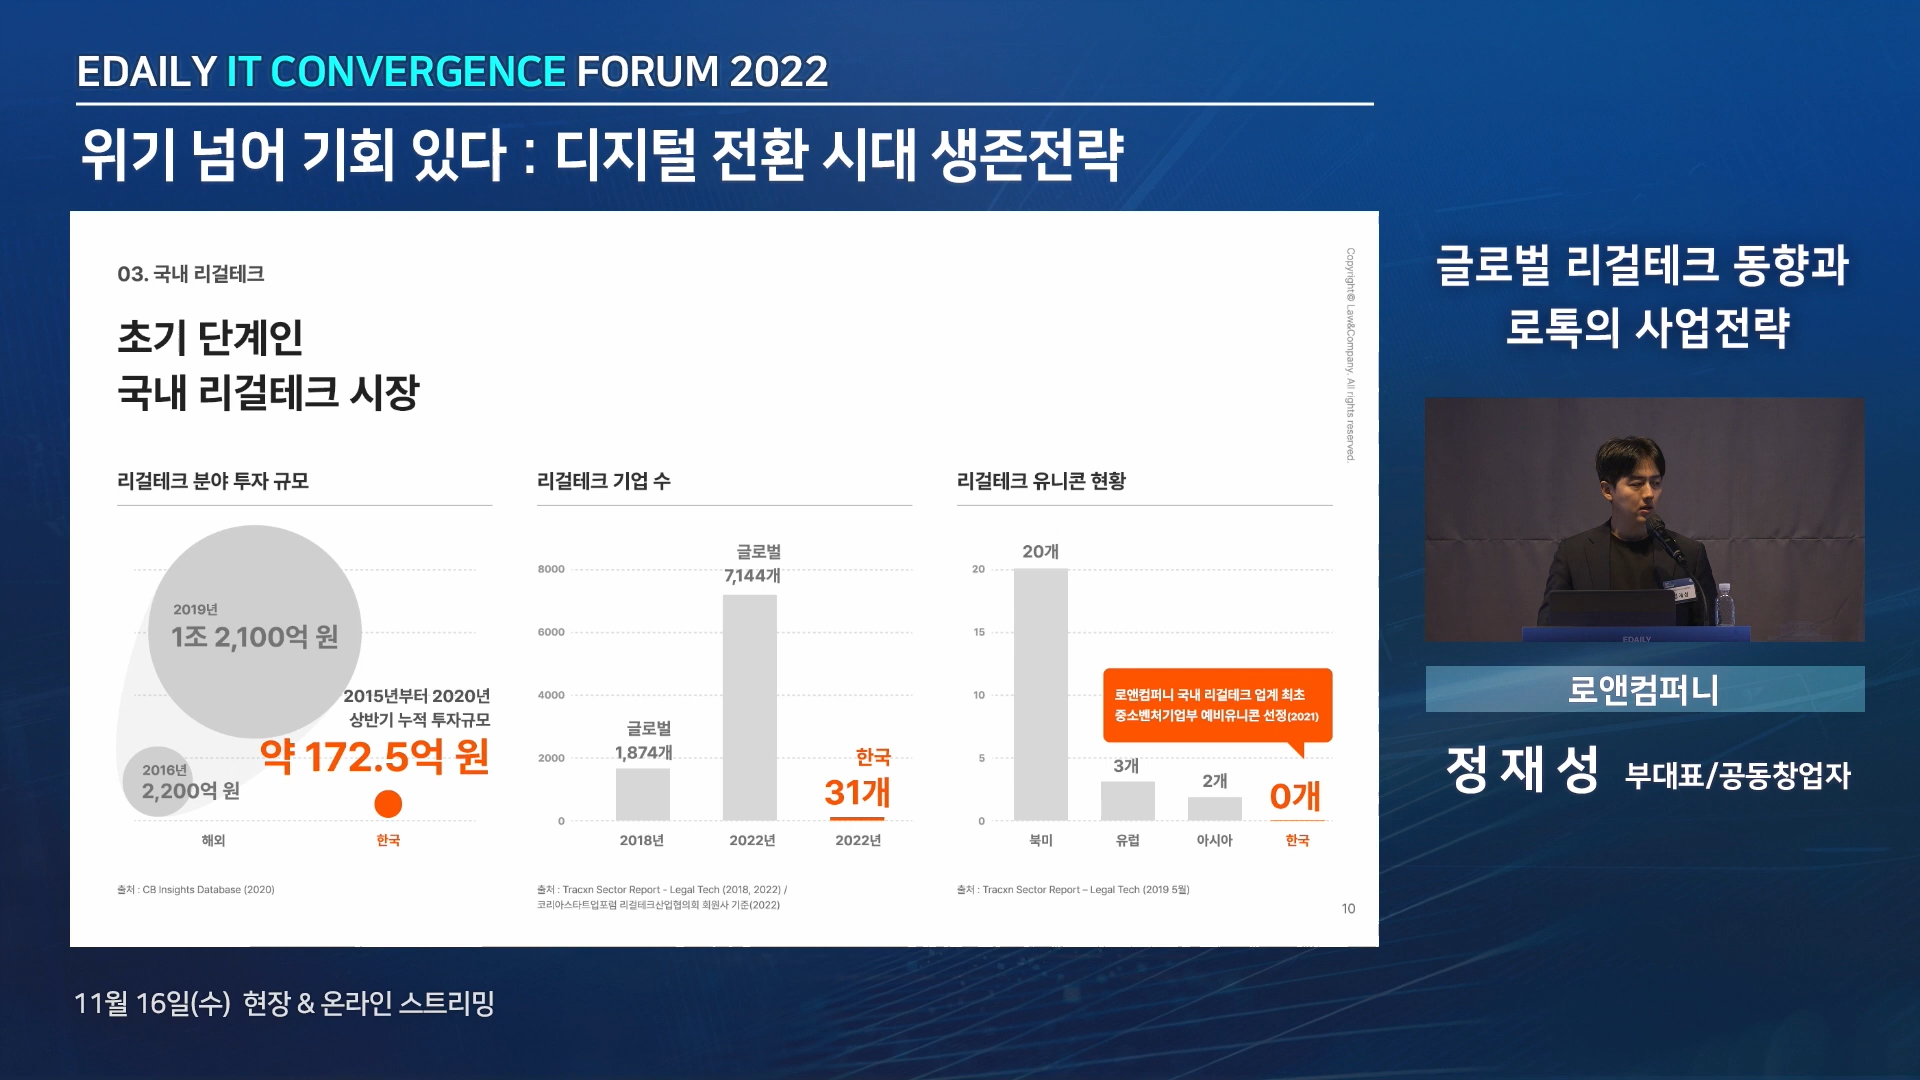 EDAILY IT CONVERGENCE FORUM 2022
위기 넘어 기회 있다 : 디지털 전환 시대 생존전략
03. 국내 리걸테크
초기 단계인
국내 리걸테크 시장
Copyright© Law&Company. All rights reserved.
리걸테크 분야 투자 규모
2019년
1조 2,100억 원
2015년부터 2020년
상반기 누적 투자규모
약 172.5억 원
2016년
2,200억 원
해외
한국
출처 : CB Insights Database (2020)
리걸테크 기업 수
8000
6000
4000
2000
0
글로벌
1,874개
글로벌
7,144개
한국
31개
2018년
2022년
2022년
출처 : Tracxn Sector Report - Legal Tech (2018, 2022) /
코리아스타트업포럼 리걸테크산업협의회 회원사 기준(2022)
리걸테크 유니콘 현황
20
15
10
5
0
20개
3개
2개
0개
로앤컴퍼니 국내 리걸테크 업계 최초
중소벤처기업부 예비유니콘 선정(2021)
북미
유럽
아시아
한국
출처 : Tracxn Sector Report – Legal Tech (2019 5월)
10
글로벌 리걸테크 동향과
로톡의 사업전략
EDAILY
로앤컴퍼니
정재성 부대표/공동창업자
11월 16일(수) 현장 & 온라인 스트리밍